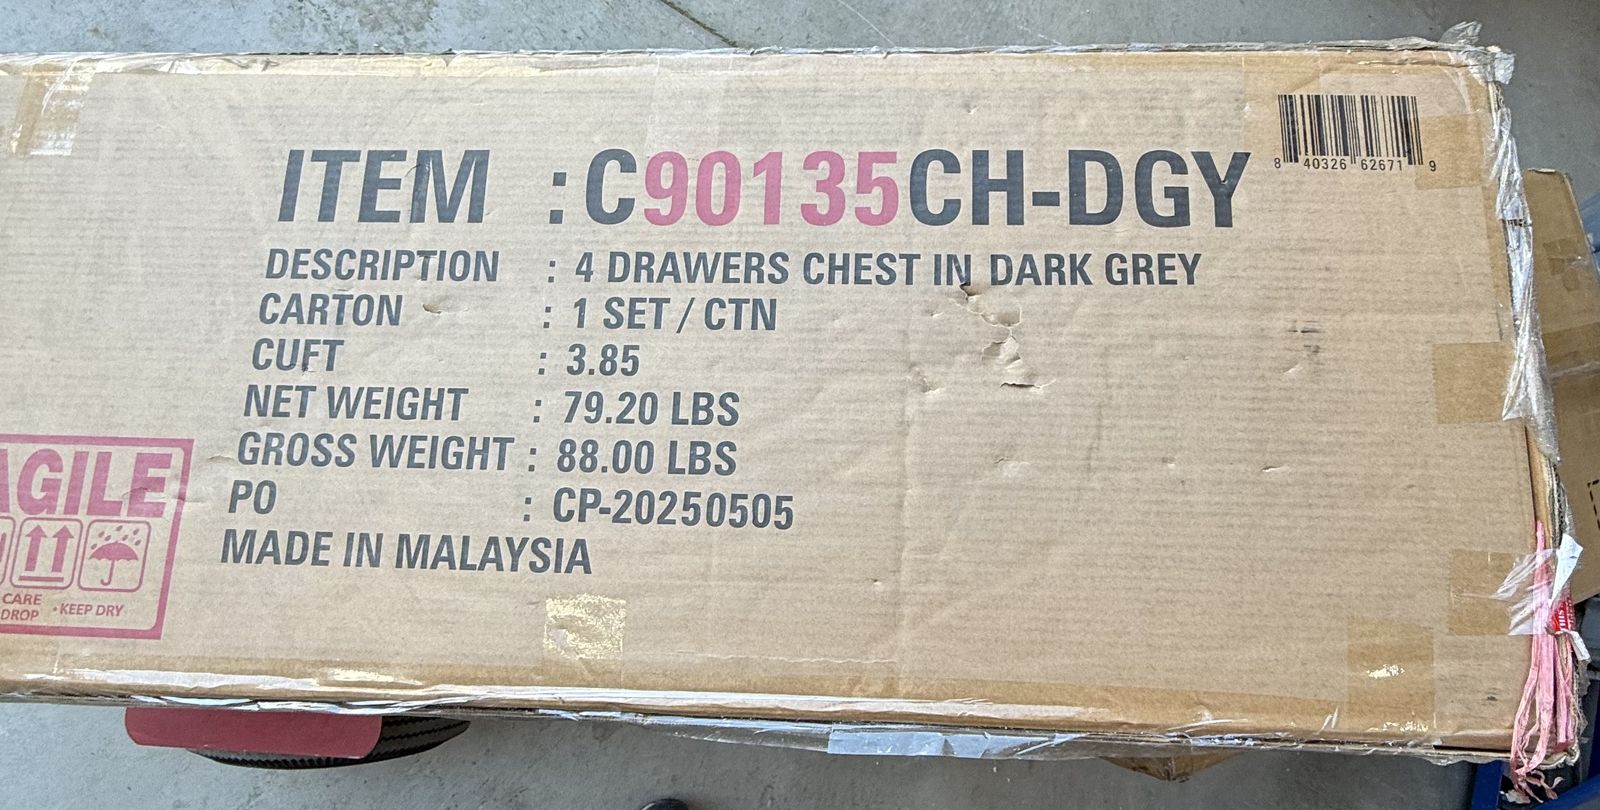 ITEM : C90135CH-DGY
8 40326 62671 9
DESCRIPTION : 4 DRAWERS CHEST IN DARK GREY
CARTON : 1 SET / CTN
CUFT : 3.85
NET WEIGHT : 79.20 LBS
GROSS WEIGHT : 88.00 LBS
PO : CP-20250505
MADE IN MALAYSIA
AGILE
CARE
DROP • KEEP DRY